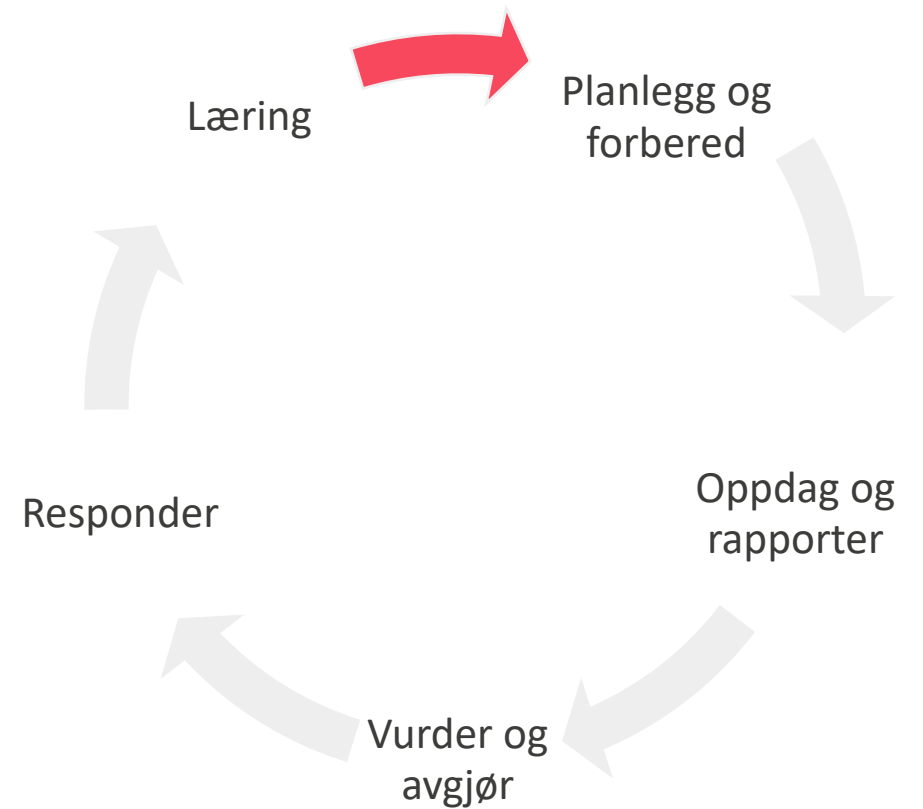 Planlegg og
forbered
Oppdag og
rapporter
Vurder og
avgjør
Responder
Læring